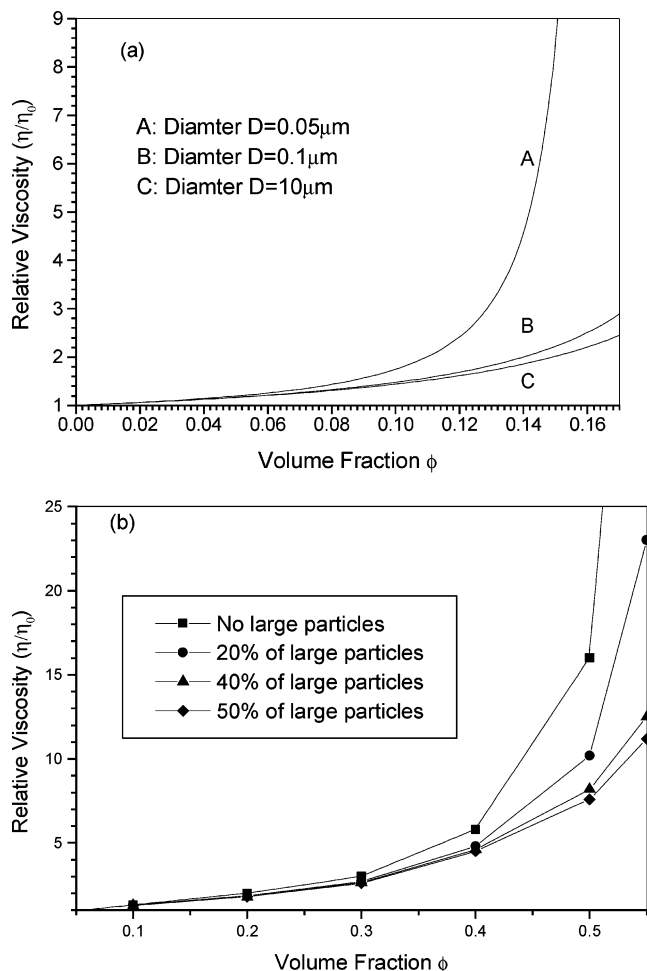 (a)
A: Diamter D=0.05μm
B: Diamter D=0.1μm
C: Diamter D=10μm
A
B
C
9
8
7
6
5
4
3
2
1
0.00 0.02 0.04 0.06 0.08 0.10 0.12 0.14 0.16
Relative Viscosity (η/η0)
Volume Fraction ϕ
(b)
No large particles
20% of large particles
40% of large particles
50% of large particles
25
20
15
10
5
0.1 0.2 0.3 0.4 0.5
Relative Viscosity (η/η0)
Volume Fraction ϕ